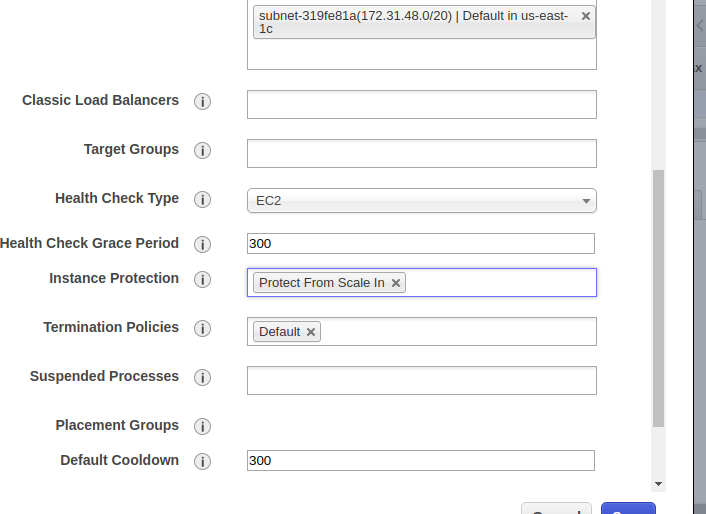 subnet-319fe81a(172.31.48.0/20) | Default in us-east-
1c
Classic Load Balancers
Target Groups
Health Check Type
EC2
Health Check Grace Period
300
Instance Protection
Protect From Scale In
Termination Policies
Default
Suspended Processes
Placement Groups
Default Cooldown
300